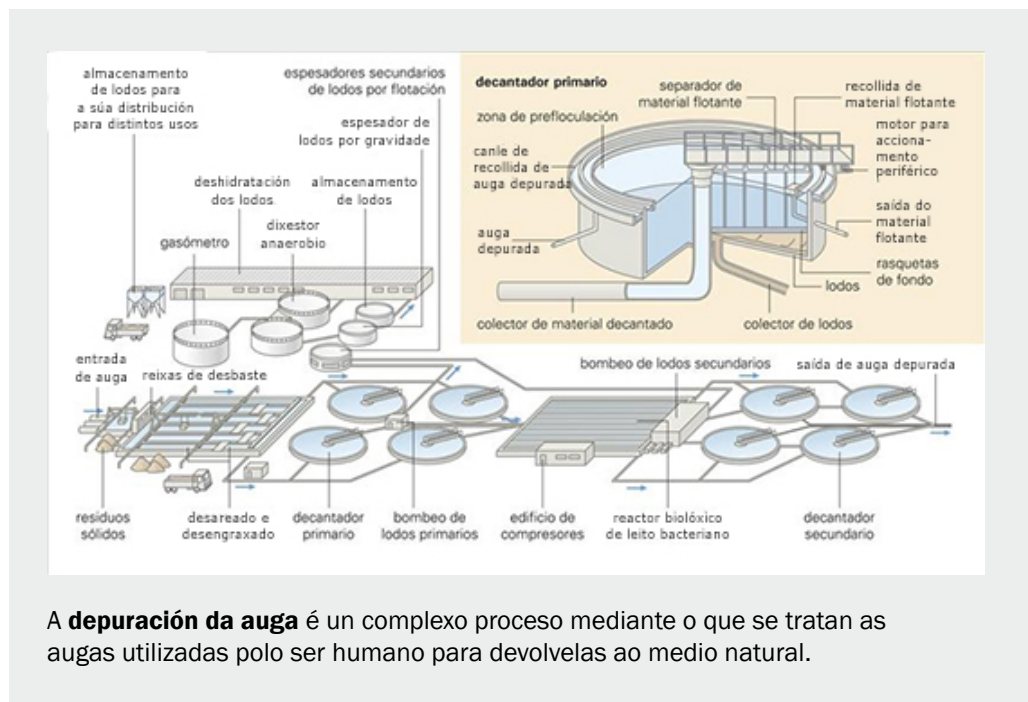 almacenamento
de lodos para
a súa distribución
para distintos usos
espesadores secundarios
de lodos por flotación
espesador de
lodos por gravidade
deshidratación
dos lodos
almacenamento
de lodos
dixestor
anaerobio
gasómetro
decantador primario
separador de
material flotante
recollida de
material flotante
zona de prefloculación
motor para
acciona-
mento
periférico
canle de
recollida de
auga depurada
saída do
material
flotante
auga
depurada
rasquetas
de fondo
lodos
colector de material decantado
colector de lodos
entrada
de auga
reixas de desbaste
bombeo de lodos secundarios
saída de auga depurada
residuos
sólidos
desareado e
desengraxado
decantador
primario
bombeo de
lodos primarios
edificio de
compresores
reactor biolóxico
de leito bacteriano
decantador
secundario
A depuración da auga é un complexo proceso mediante o que se tratan as
augas utilizadas polo ser humano para devolvelas ao medio natural.